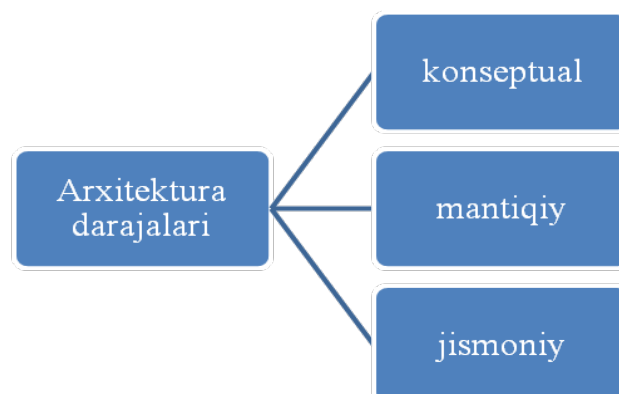 Arxitektura
darajalari
konseptual
mantiqiy
jismoniy